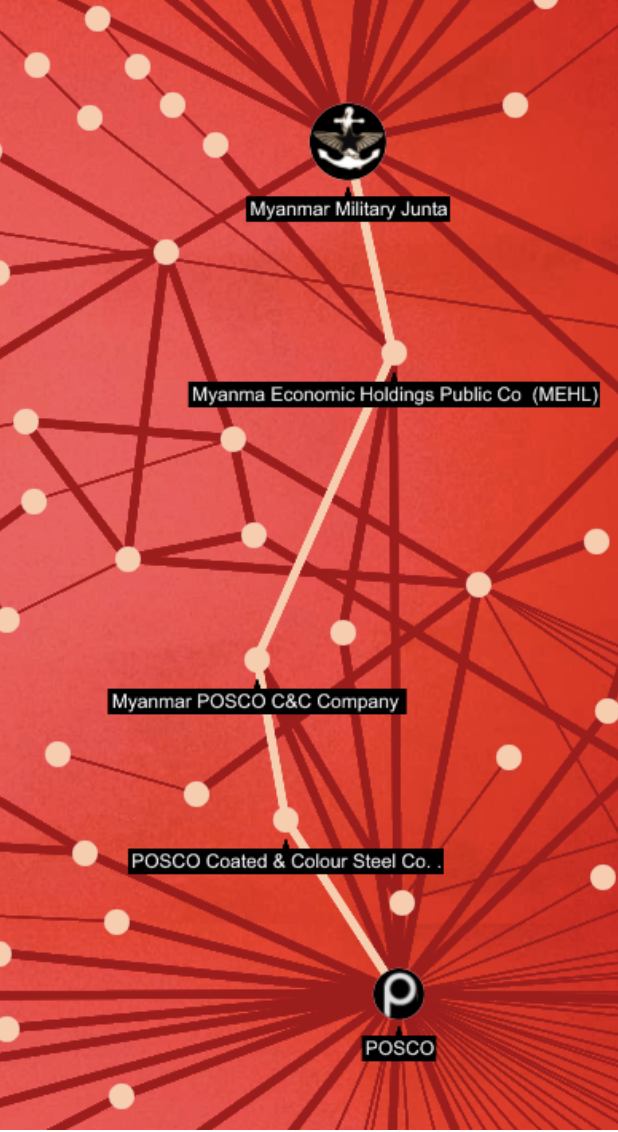 Myanmar Military Junta
Myanma Economic Holdings Public Co  (MEHL)
Myanmar POSCO C&C Company
POSCO Coated & Colour Steel Co. .
POSCO